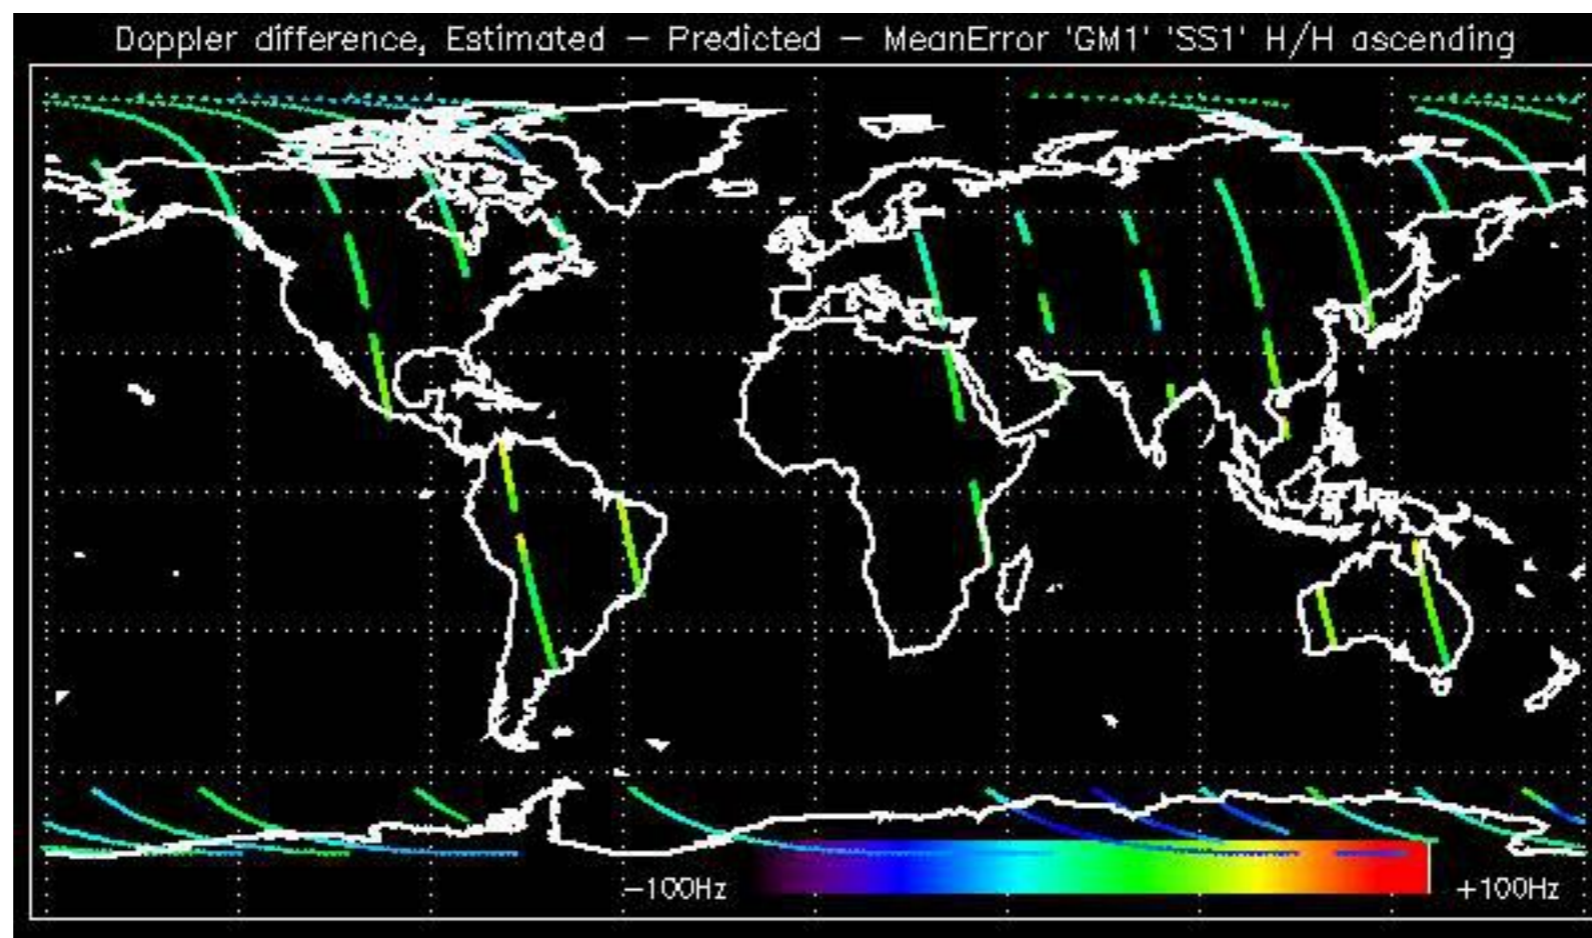 Doppler difference, Estimated – Predicted – MeanError 'GM1' 'SS1' H/H ascending
-100Hz
+100Hz